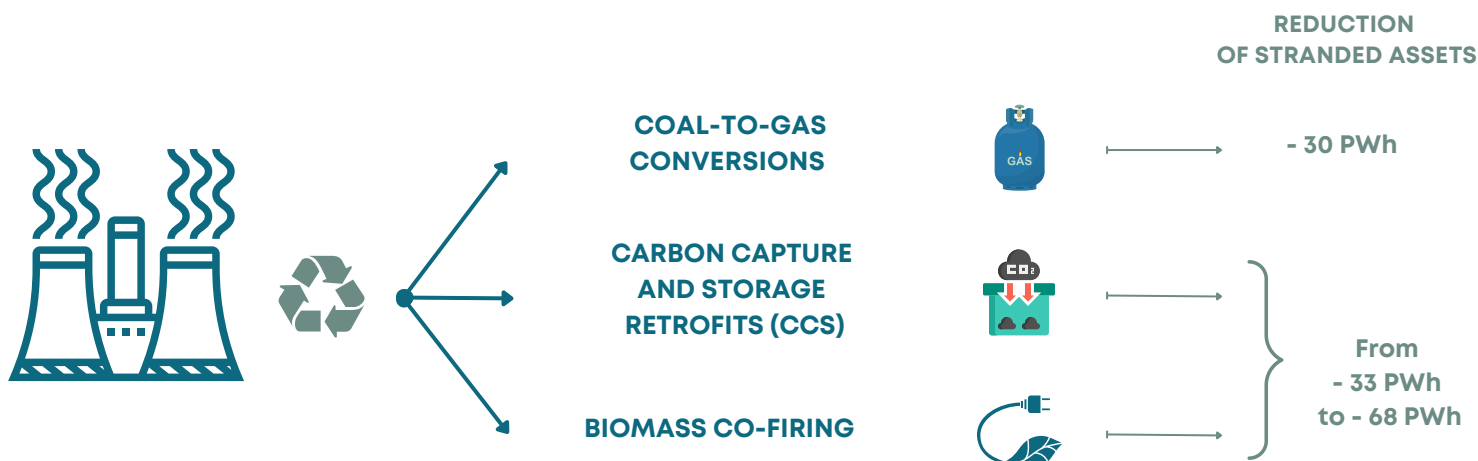 REDUCTION
OF STRANDED ASSETS
COAL-TO-GAS
CONVERSIONS
GAS
- 30 PWh
CARBON CAPTURE
AND STORAGE
RETROFITS (CCS)
CO₂
From
- 33 PWh
to - 68 PWh
BIOMASS CO-FIRING